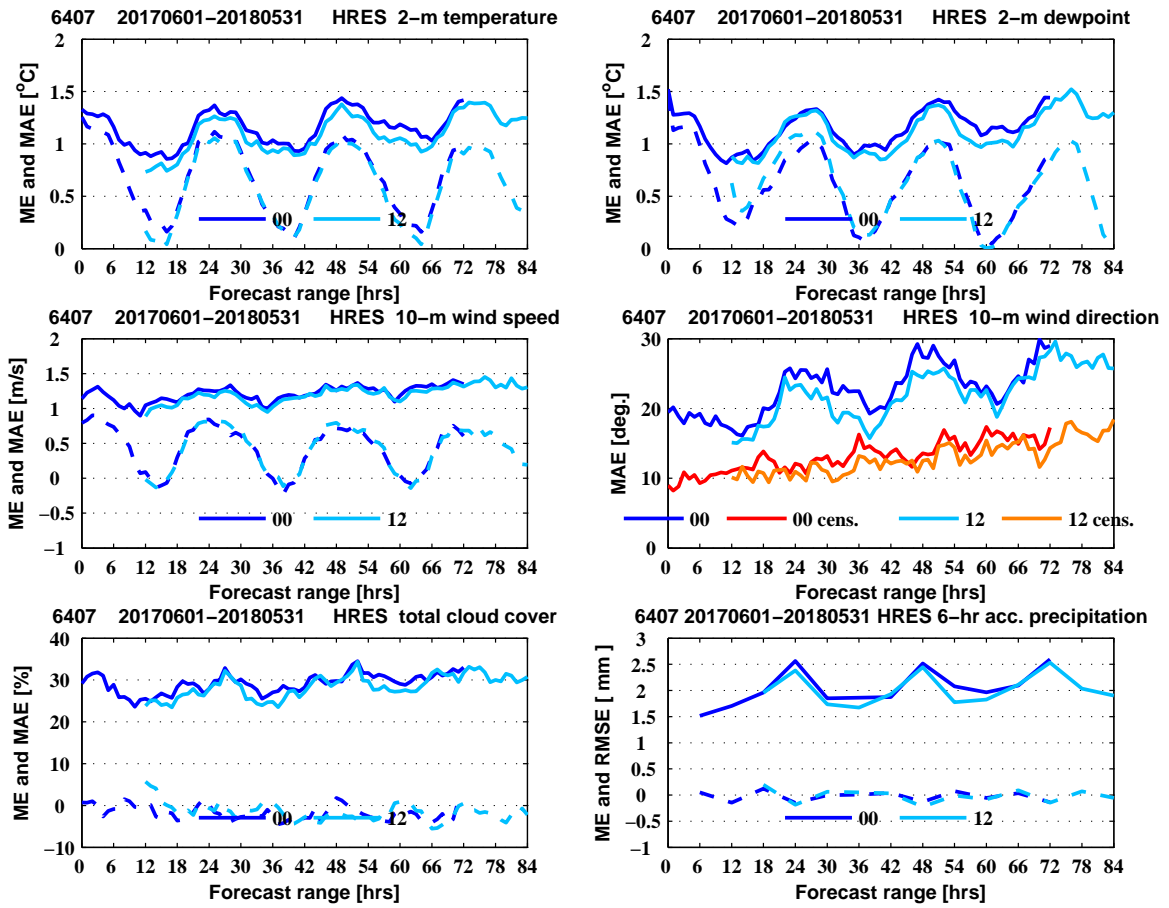 6407 20170601−20180531 HRES 2−m temperature
ME and MAE [°C]
2
1.5
1
0.5
0
00 12
0 6 12 18 24 30 36 42 48 54 60 66 72 78 84
Forecast range [hrs]
6407 20170601−20180531 HRES 2−m dewpoint
ME and MAE [°C]
2
1.5
1
0.5
0
00 12
0 6 12 18 24 30 36 42 48 54 60 66 72 78 84
Forecast range [hrs]
6407 20170601−20180531 HRES 10−m wind speed
ME and MAE [m/s]
2
1.5
1
0.5
0
−0.5
−1
00 12
0 6 12 18 24 30 36 42 48 54 60 66 72 78 84
Forecast range [hrs]
6407 20170601−20180531 HRES 10−m wind direction
MAE [deg.]
30
20
10
0
00 00 cens. 12 12 cens.
0 6 12 18 24 30 36 42 48 54 60 66 72 78 84
Forecast range [hrs]
6407 20170601−20180531 HRES total cloud cover
ME and MAE [%]
40
30
20
10
0
−10
00 12
0 6 12 18 24 30 36 42 48 54 60 66 72 78 84
Forecast range [hrs]
6407 20170601−20180531 HRES 6−hr acc. precipitation
ME and RMSE [ mm]
3
2.5
2
1.5
1
0.5
0
−0.5
−1
00 12
0 6 12 18 24 30 36 42 48 54 60 66 72 78 84
Forecast range [hrs]